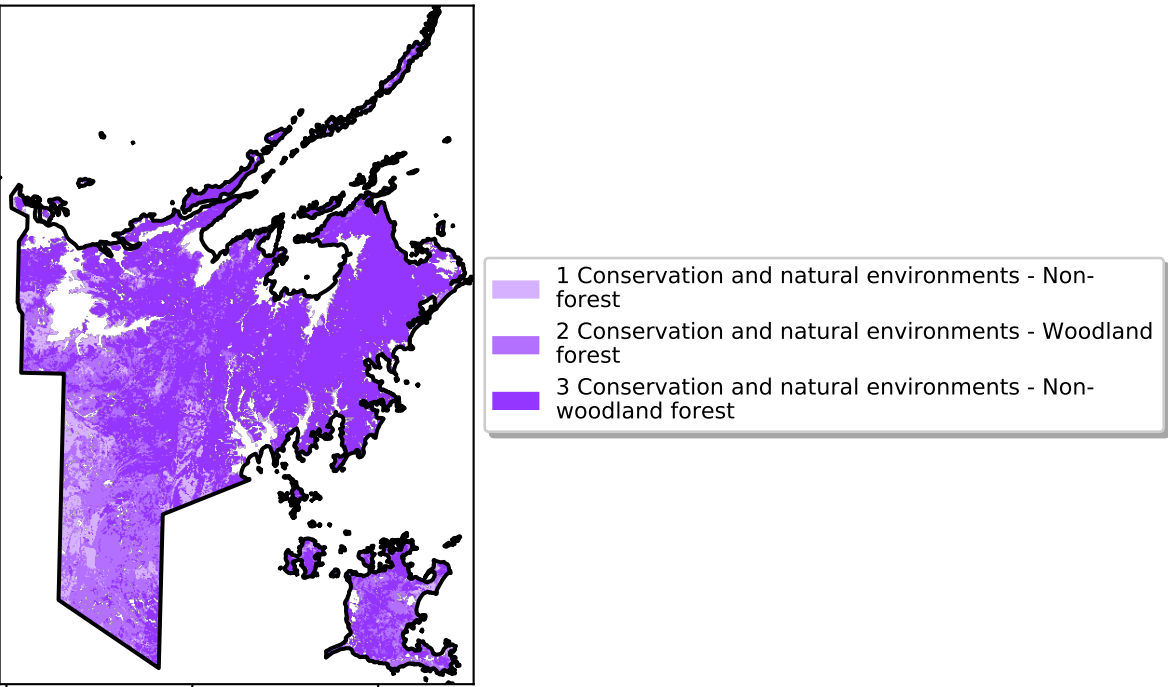 1 Conservation and natural environments - Non-
forest
2 Conservation and natural environments - Woodland
forest
3 Conservation and natural environments - Non-
woodland forest